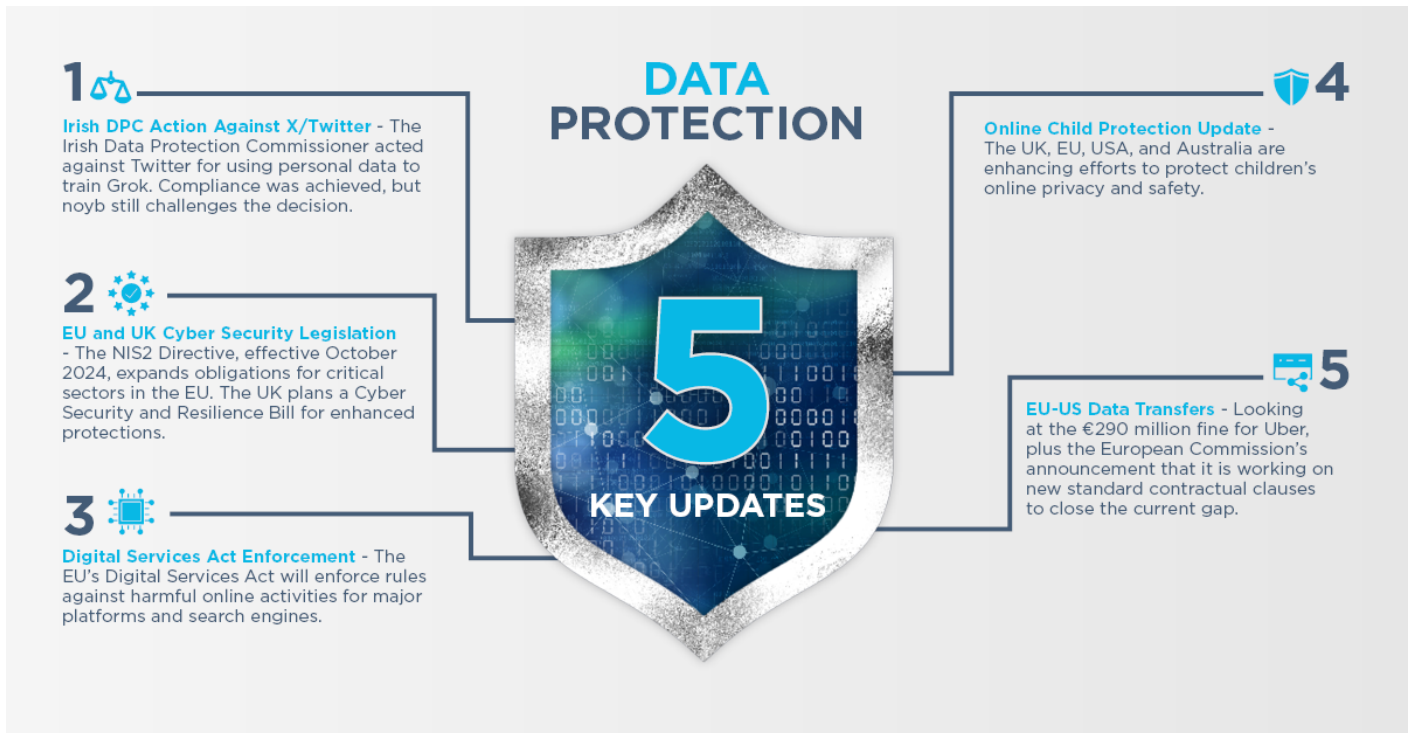 DATA
PROTECTION
1
Irish DPC Action Against X/Twitter - The
Irish Data Protection Commissioner acted
against Twitter for using personal data to
train Grok. Compliance was achieved, but
noyb still challenges the decision.
2
EU and UK Cyber Security Legislation
- The NIS2 Directive, effective October
2024, expands obligations for critical
sectors in the EU. The UK plans a Cyber
Security and Resilience Bill for enhanced
protections.
3
Digital Services Act Enforcement - The
EU’s Digital Services Act will enforce rules
against harmful online activities for major
platforms and search engines.
5
KEY UPDATES
4
Online Child Protection Update -
The UK, EU, USA, and Australia are
enhancing efforts to protect children’s
online privacy and safety.
5
EU-US Data Transfers - Looking
at the €290 million fine for Uber,
plus the European Commission’s
announcement that it is working on
new standard contractual clauses
to close the current gap.